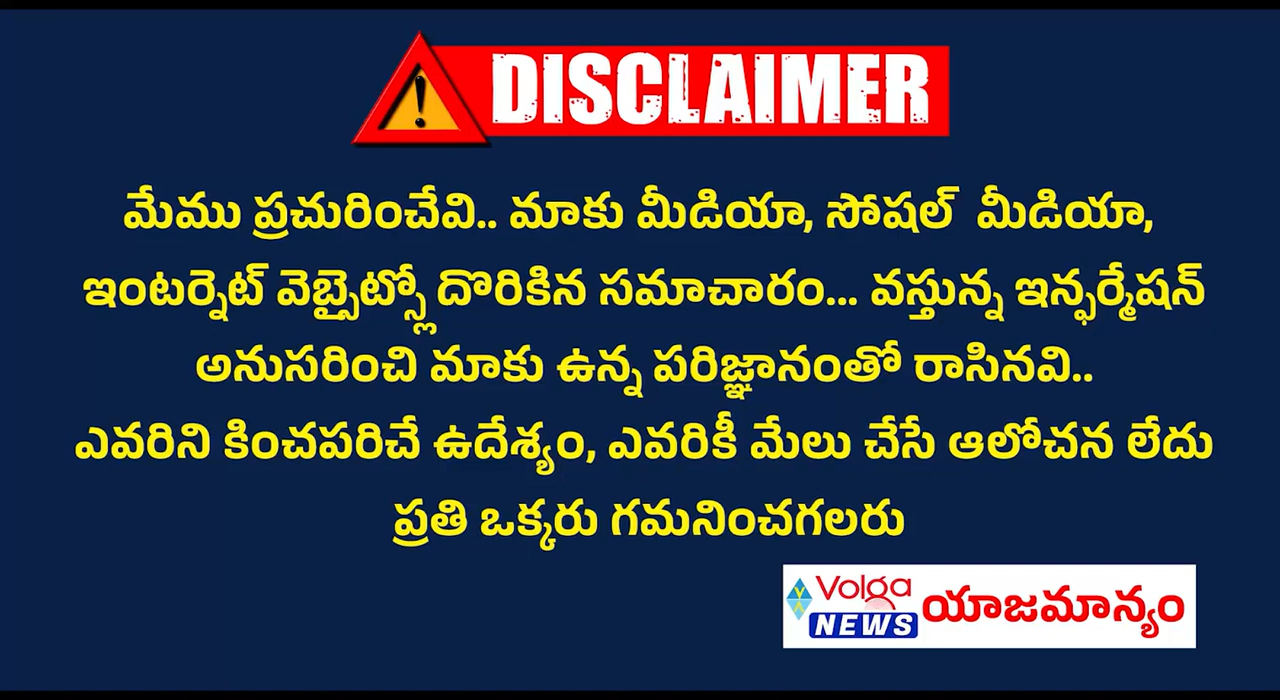 DISCLAIMER
మేము ప్రచురించేవి.. మాకు మీడియా, సోషల్ మీడియా,
ఇంటర్నెట్ వెబ్సైట్స్లో దొరికిన సమాచారం... వస్తున్న ఇన్ఫర్మేషన్
అనుసరించి మాకు ఉన్న పరిజ్ఞానంతో రాసినవి..
ఎవరిని కించపరిచే ఉదేశ్యం, ఎవరికీ మేలు చేసే ఆలోచన లేదు
ప్రతి ఒక్కరు గమనించగలరు
Volga
NEWS యాజమాన్యం